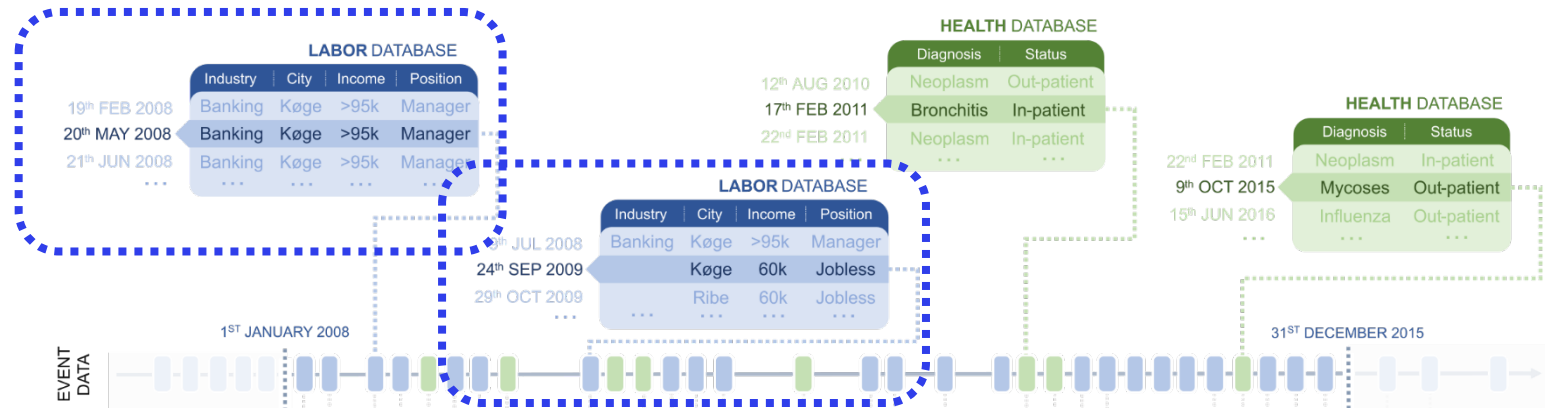 LABOR DATABASE
Industry City Income Position
19th FEB 2008 Banking Køge >95k Manager
20th MAY 2008 Banking Køge >95k Manager
21th JUN 2008 Banking Køge >95k Manager
... ... ... ... ...
LABOR DATABASE
Industry City Income Position
9th JUL 2008 Banking Køge >95k Manager
24th SEP 2009 Køge 60k Jobless
29th OCT 2009 Ribe 60k Jobless
... ... ... ... ...
HEALTH DATABASE
Diagnosis Status
12th AUG 2010 Neoplasm Out-patient
17th FEB 2011 Bronchitis In-patient
22nd FEB 2011 Neoplasm In-patient
... ... ...
HEALTH DATABASE
Diagnosis Status
22nd FEB 2011 Neoplasm In-patient
9th OCT 2015 Mycoses Out-patient
15th JUN 2016 Influenza Out-patient
... ... ...
1ST JANUARY 2008
31ST DECEMBER 2015
EVENT
DATA